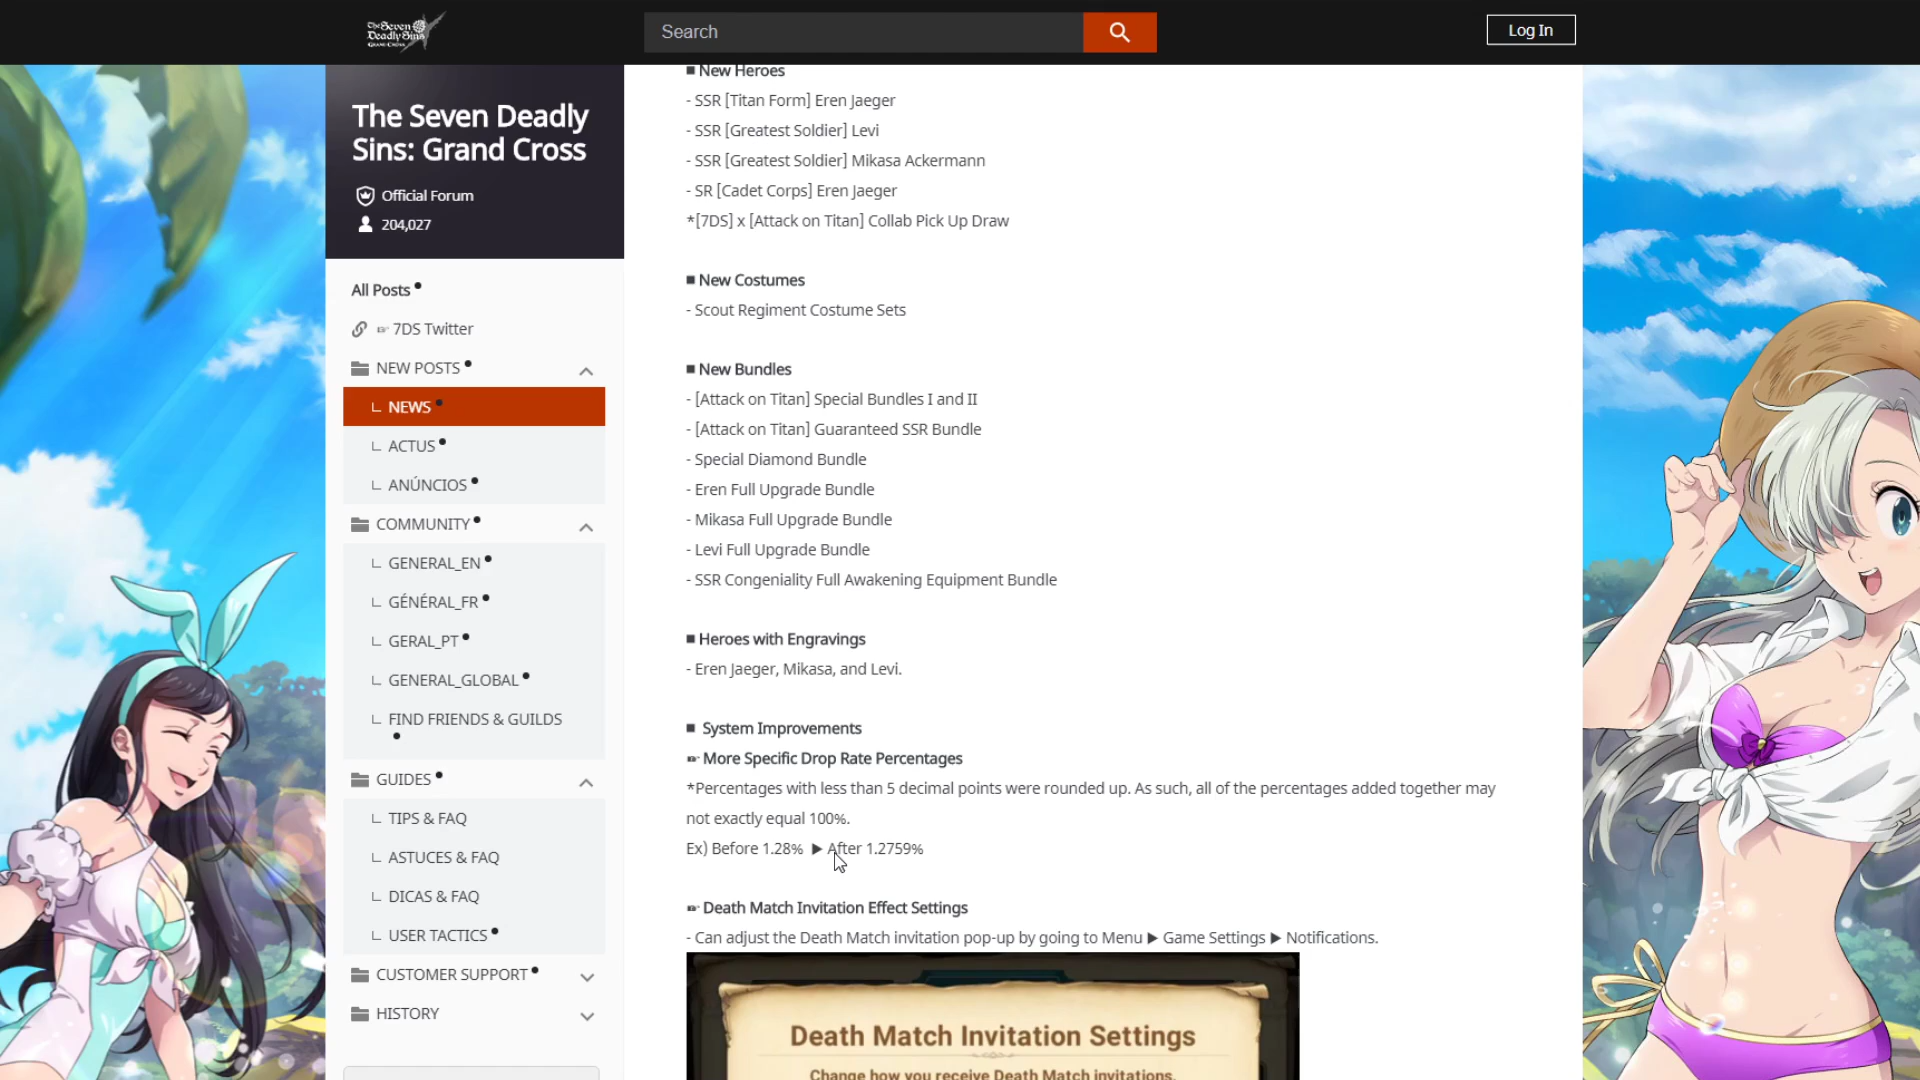 The Seven
Deadly Sins
GRAND CROSS
Search
Log In
The Seven Deadly
Sins: Grand Cross
Official Forum
204,027
All Posts
7DS Twitter
NEW POSTS
NEWS
ACTUS
ANÚNCIOS
COMMUNITY
GENERAL_EN
GÉNÉRAL_FR
GERAL_PT
GENERAL_GLOBAL
FIND FRIENDS & GUILDS
GUIDES
TIPS & FAQ
ASTUCES & FAQ
DICAS & FAQ
USER TACTICS
CUSTOMER SUPPORT
HISTORY
■ New Heroes
- SSR [Titan Form] Eren Jaeger
- SSR [Greatest Soldier] Levi
- SSR [Greatest Soldier] Mikasa Ackermann
- SR [Cadet Corps] Eren Jaeger
*[7DS] x [Attack on Titan] Collab Pick Up Draw
■ New Costumes
- Scout Regiment Costume Sets
■ New Bundles
- [Attack on Titan] Special Bundles I and II
- [Attack on Titan] Guaranteed SSR Bundle
- Special Diamond Bundle
- Eren Full Upgrade Bundle
- Mikasa Full Upgrade Bundle
- Levi Full Upgrade Bundle
- SSR Congeniality Full Awakening Equipment Bundle
■ Heroes with Engravings
- Eren Jaeger, Mikasa, and Levi.
■ System Improvements
☞ More Specific Drop Rate Percentages
*Percentages with less than 5 decimal points were rounded up. As such, all of the percentages added together may
not exactly equal 100%.
Ex) Before 1.28% ▶ After 1.2759%
☞ Death Match Invitation Effect Settings
- Can adjust the Death Match invitation pop-up by going to Menu ▶ Game Settings ▶ Notifications.
Death Match Invitation Settings
Change how you receive Death Match invitations.